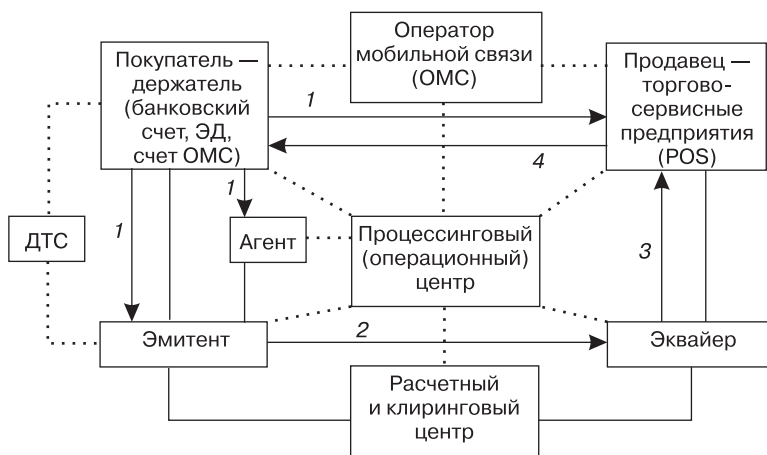 Покупатель —
держатель
(банковский
счет, ЭД,
счет ОМС)
Оператор
мобильной связи
(ОМС)
Продавец —
торгово-
сервисные
предприятия
(POS)
1
4
1
1
ДТС
Агент
Процессинговый
(операционный)
центр
3
Эмитент
2
Эквайер
Расчетный
и клиринговый
центр